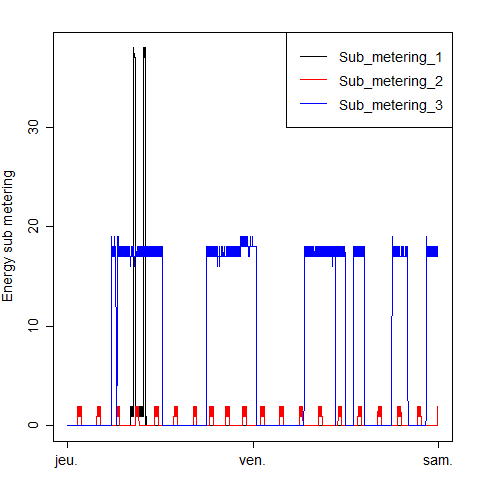 Sub_metering_1
Sub_metering_2
Sub_metering_3
Energy sub metering
30
20
10
0
jeu.
ven.
sam.